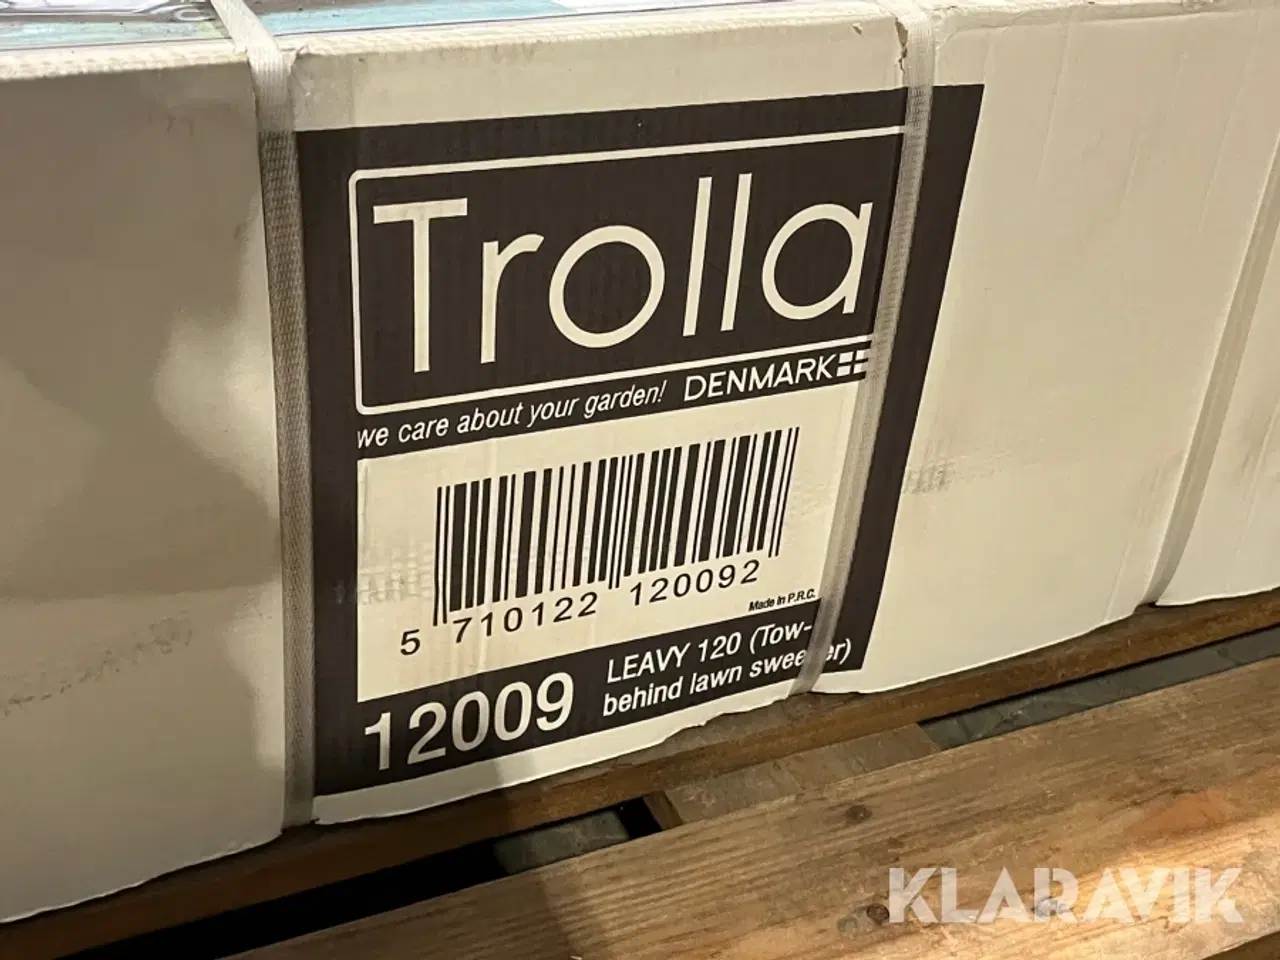 Trolla
we care about your garden! DENMARK
5 710122 120092
Made In P.R.C.
12009
LEAVY 120 (Tow-
behind lawn sweeper)
KLARAVIK